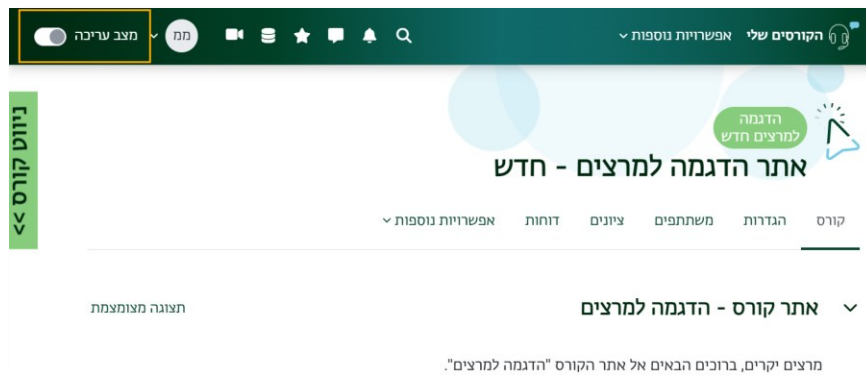 הקורסים שלי אפשרויות נוספות ממ מצב עריכה
הדגמה
למרצים חדש
אתר הדגמה למרצים - חדש
ניווט קורס >>
קורס הגדרות משתתפים ציונים דוחות אפשרויות נוספות
אתר קורס - הדגמה למרצים תצוגה מצומצמת
מרצים יקרים, ברוכים הבאים אל אתר הקורס "הדגמה למרצים".